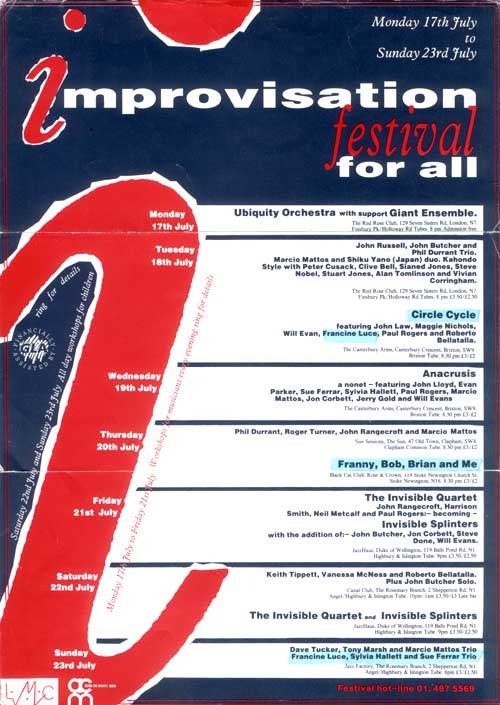 Monday 17th July
to
Sunday 23rd July
improvisation
festival
for all
Monday
17th July
Ubiquity Orchestra with support Giant Ensemble.
The Red Rose Club, 129 Seven Sisters Rd, London, N7
Finsbury Pk/Holloway Rd Tubes. 8 pm Admission free.
Tuesday
18th July
John Russell, John Butcher and
Phil Durrant Trio.
Marcio Mattos and Shiku Yano (Japan) duo. Kahondo
Style with Peter Cusack, Clive Bell, Sianed Jones, Steve
Nobel, Stuart Jones, Alan Tomlinson and Vivian
Corringham.
The Red Rose Club, 129 Seven Sisters Rd, London, N7
Finsbury Pk/Holloway Rd Tubes. 8 pm £3.50/£2.50
Circle Cycle
featuring John Law, Maggie Nichols,
Will Evan, Francine Luce, Paul Rogers and Roberto
Bellatalla.
The Canterbury Arms, Canterbury Crescent, Brixton, SW9.
Brixton Tube. 8.30 pm £3/£2
Wednesday
19th July
Anacrusis
a nonet – featuring John Lloyd, Evan
Parker, Sue Ferrar, Sylvia Hallett, Paul Rogers, Marcio
Mattos, Jon Corbett, Jerry Gold and Will Evans
The Canterbury Arms, Canterbury Crescent, Brixton, SW9.
Brixton Tube. 8.30 pm £3/£2
Thursday
20th July
Phil Durrant, Roger Turner, John Rangecroft and Marcio Mattos
Sun Sessions, The Sun, 47 Old Town, Clapham, SW4.
Clapham Common Tube. 8.30 pm £3/£2
Franny, Bob, Brian and Me
Black Cat Club, Rose & Crown, 119 Stoke Newington Church St.
Stoke Newington, N16. 8.30 pm £3/£2
Friday
21st July
The Invisible Quartet
John Rangecroft, Harrison
Smith, Neil Metcalf and Paul Rogers:– becoming –
Invisible Splinters
with the addition of:– John Butcher, Jon Corbett, Steve
Done, Will Evans.
JazzHaus, Duke of Wellington, 119 Balls Pond Rd, N1.
Highbury & Islington Tube. 9pm £3.50/£2.50
Saturday
22nd July
Keith Tippett, Vanessa McNess and Roberto Bellatalla.
Plus John Butcher Solo.
Canal Club, The Rosemary Branch, 2 Shepperton Rd, N1
Angel/Highbury & Islington Tube. 10pm/1am £3.50/£3 Late bar
The Invisible Quartet and Invisible Splinters
JazzHaus, Duke of Wellington, 119 Balls Pond Rd, N1.
Highbury & Islington Tube. 9pm £3.50/£2.50
Sunday
23rd July
Dave Tucker, Tony Marsh and Marcio Mattos Trio
Francine Luce, Sylvia Hallett and Sue Ferrar Trio
Jazz Factory, The Rosemary Branch, 2 Shepperton Rd, N1.
Angel/Highbury & Islington Tube. 8pm £3/£2
Festival hot-line 01: 487 5569
Saturday 22nd July and Sunday 23rd July All day workshops for children
ring for details
Monday 17th July to Friday 21st July Workshops for musicians every evening ring for details
FINANCIALLY
ASSISTED BY
L·M·C